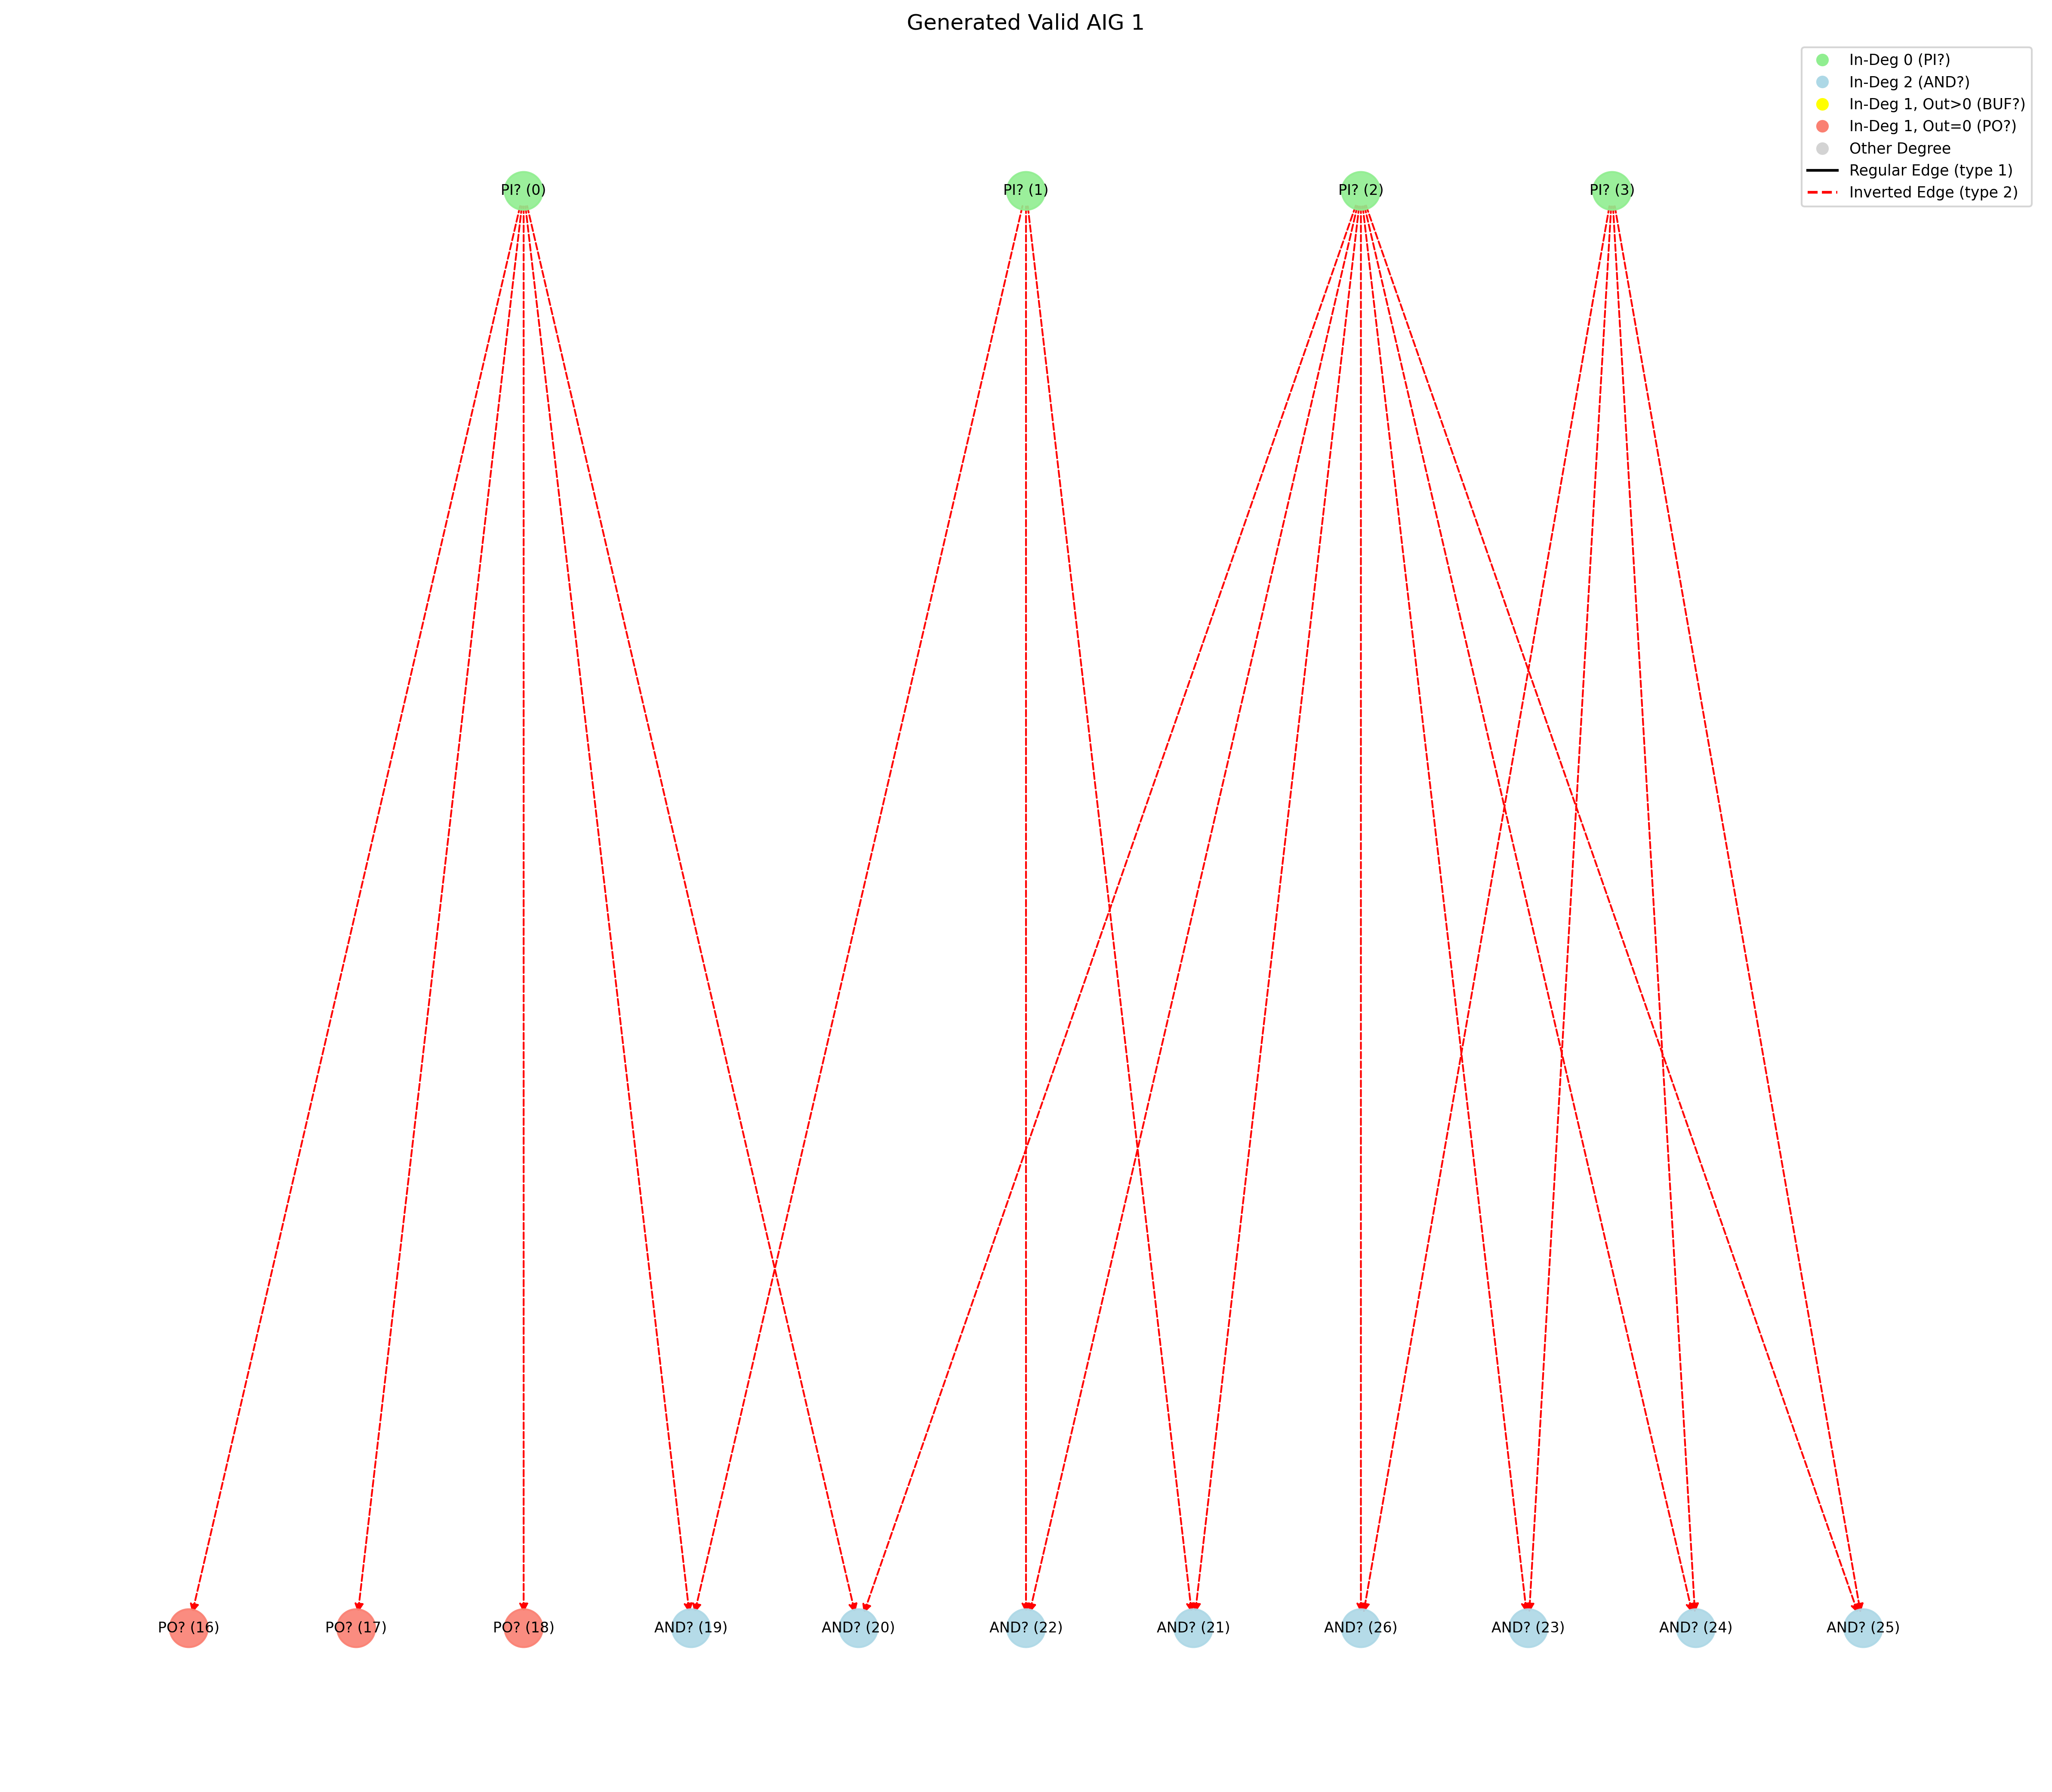 Generated Valid AIG 1
In-Deg 0 (PI?)
In-Deg 2 (AND?)
In-Deg 1, Out>0 (BUF?)
In-Deg 1, Out=0 (PO?)
Other Degree
Regular Edge (type 1)
Inverted Edge (type 2)
PI? (0) PI? (1) PI? (2) PI? (3)
PO? (16) PO? (17) PO? (18) AND? (19) AND? (20) AND? (22) AND? (21) AND? (26) AND? (23) AND? (24) AND? (25)